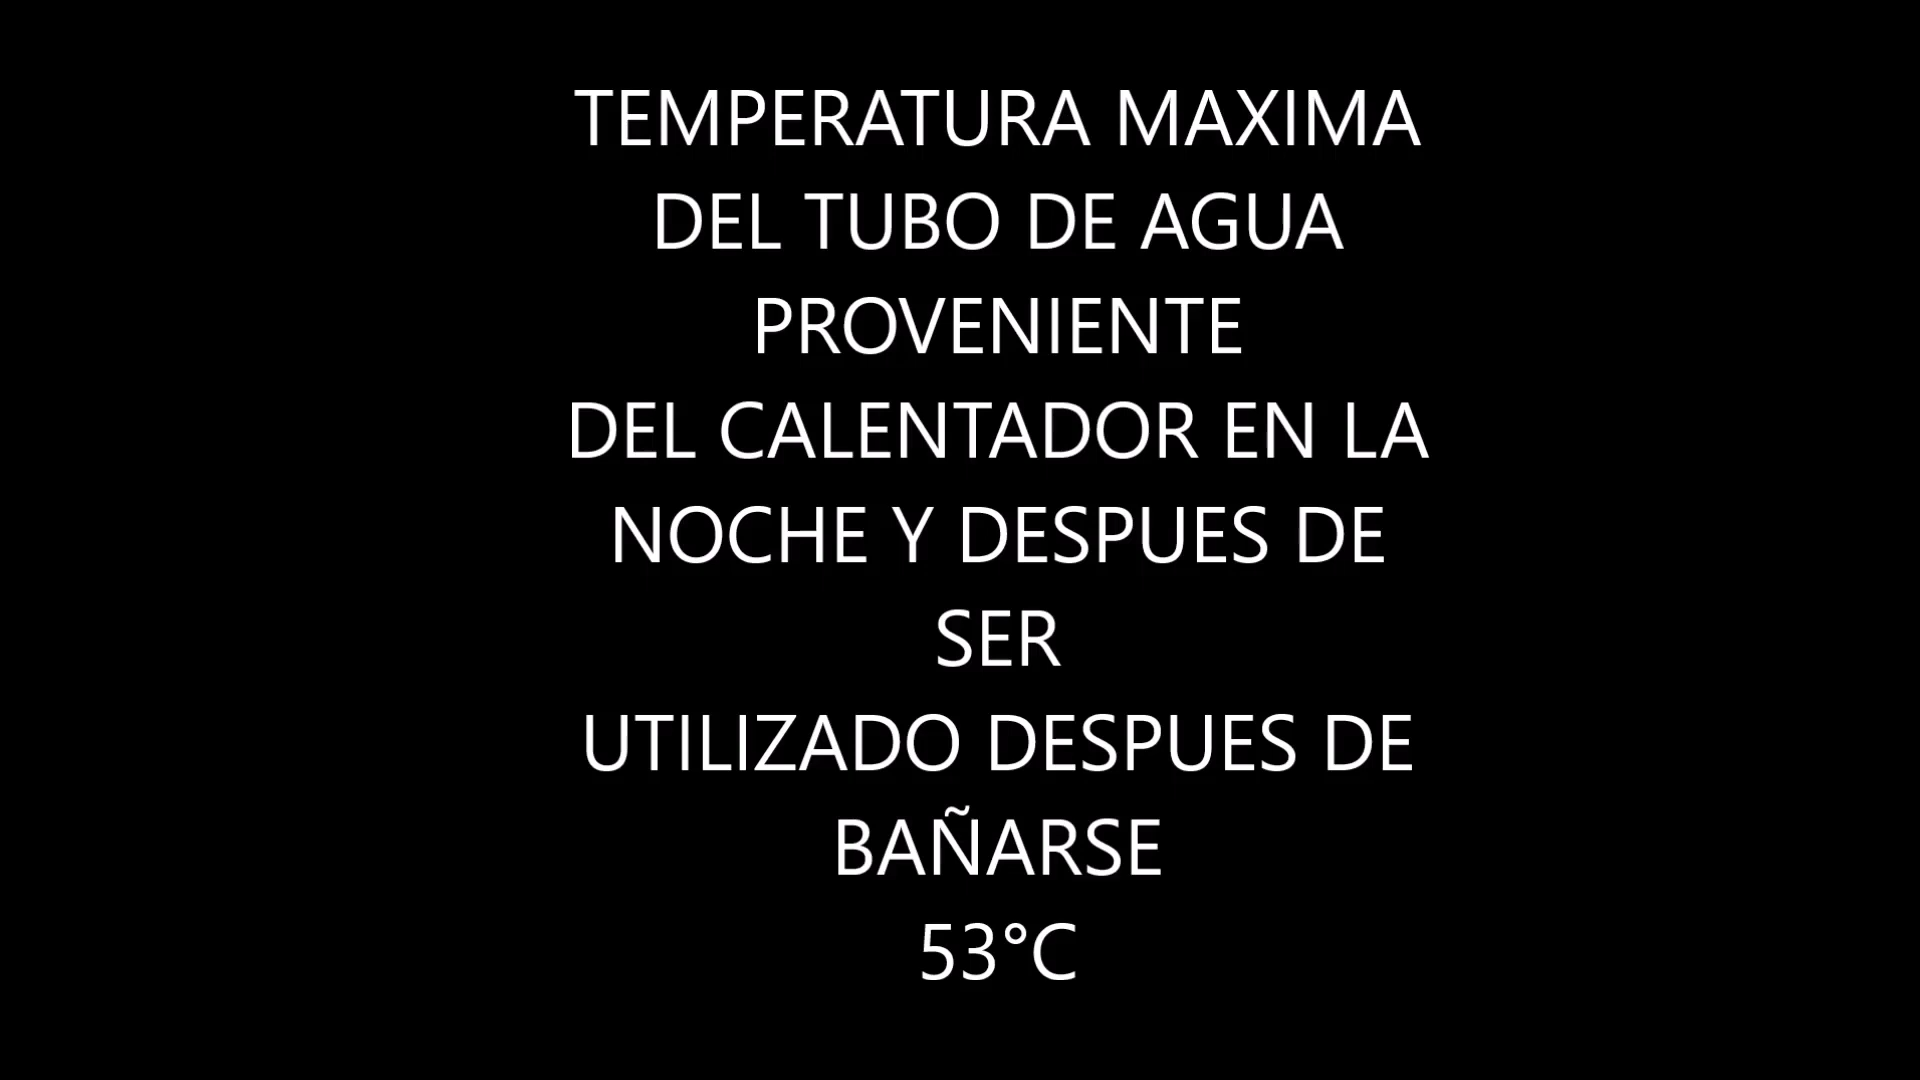 TEMPERATURA MAXIMA
DEL TUBO DE AGUA
PROVENIENTE
DEL CALENTADOR EN LA
NOCHE Y DESPUES DE
SER
UTILIZADO DESPUES DE
BAÑARSE
53°C